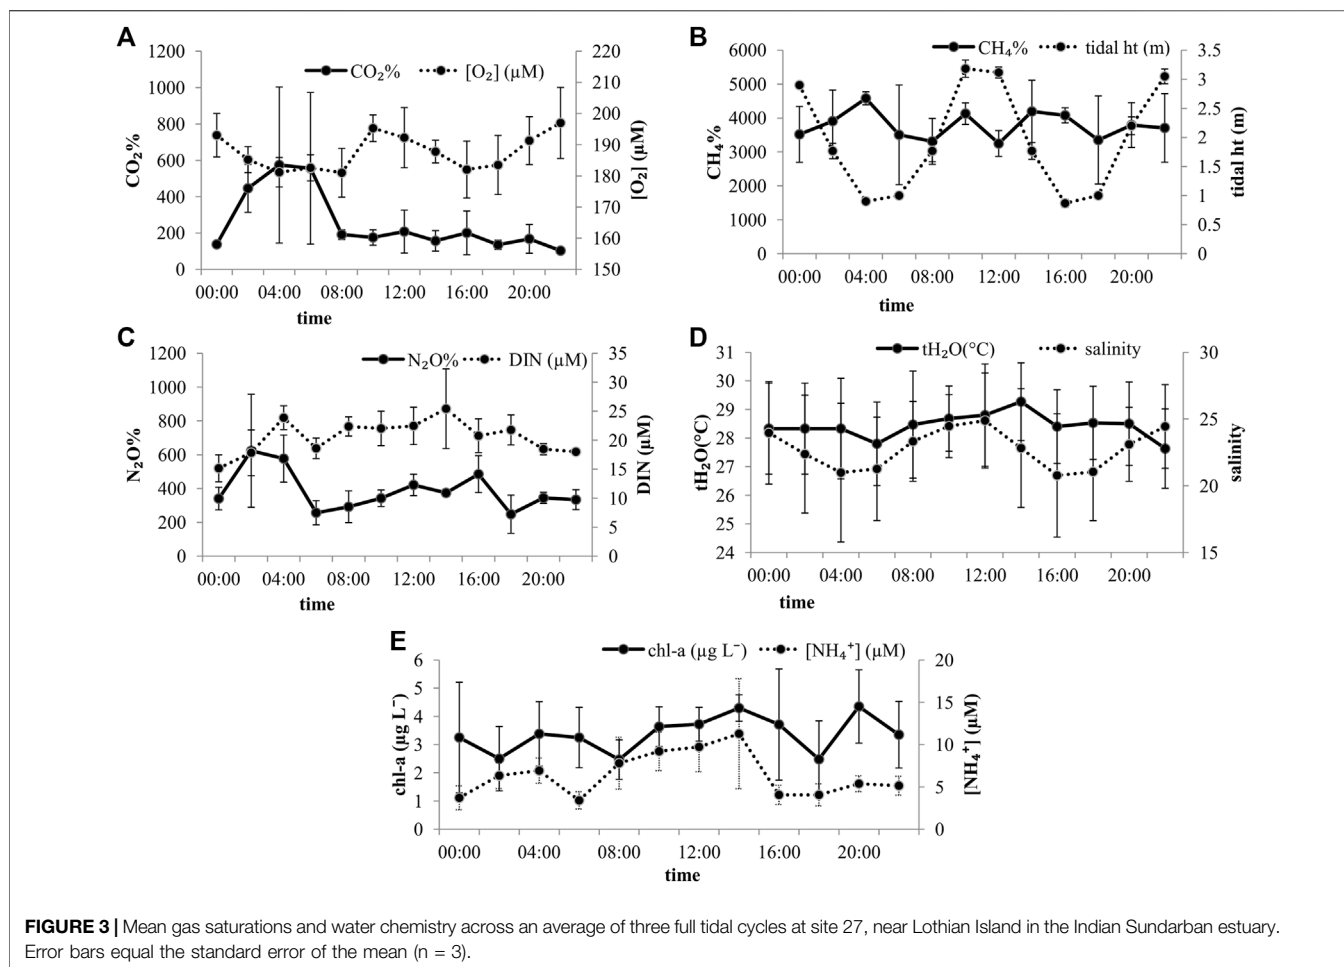 A
CO₂%
[O₂] (µM)
1200
1000
800
600
400
200
0
CO₂%
220
210
200
190
180
170
160
150
[O₂] (µM)
00:00 04:00 08:00 12:00 16:00 20:00
time
B
CH₄%
tidal ht (m)
6000
5000
4000
3000
2000
1000
0
CH₄%
3.5
3
2.5
2
1.5
1
0.5
0
tidal ht (m)
00:00 04:00 08:00 12:00 16:00 20:00
time
C
N₂O%
DIN (µM)
1200
1000
800
600
400
200
0
N₂O%
35
30
25
20
15
10
5
0
DIN (µM)
00:00 04:00 08:00 12:00 16:00 20:00
time
D
tH₂O(°C)
salinity
31
30
29
28
27
26
25
24
tH₂O(°C)
30
25
20
15
salinity
00:00 04:00 08:00 12:00 16:00 20:00
time
E
chl-a (µg L⁻)
[NH₄⁺] (µM)
6
5
4
3
2
1
0
chl-a (µg L⁻)
20
15
10
5
0
[NH₄⁺] (µM)
00:00 04:00 08:00 12:00 16:00 20:00
time
FIGURE 3 | Mean gas saturations and water chemistry across an average of three full tidal cycles at site 27, near Lothian Island in the Indian Sundarban estuary.
Error bars equal the standard error of the mean (n = 3).